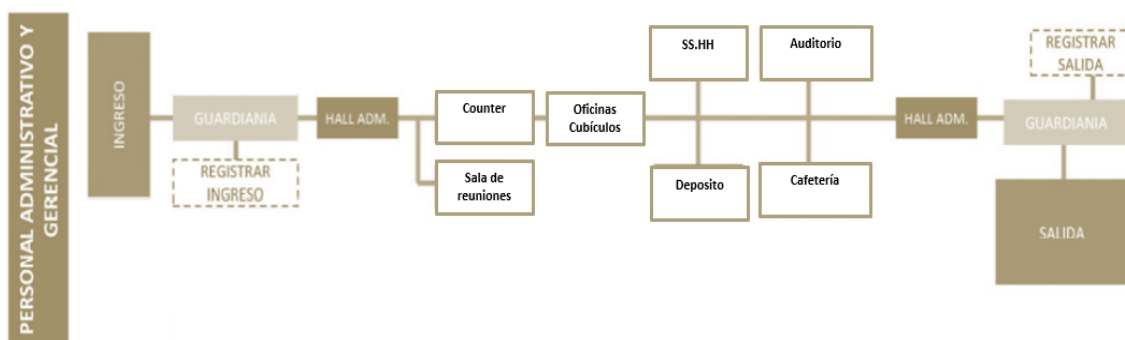 PERSONAL ADMINISTRATIVO Y
GERENCIAL
INGRESO
GUARDIANIA
REGISTRAR
INGRESO
HALL ADM.
Counter
Sala de
reuniones
Oficinas
Cubículos
SS.HH
Auditorio
Deposito
Cafetería
HALL ADM.
REGISTRAR
SALIDA
GUARDIANIA
SALIDA